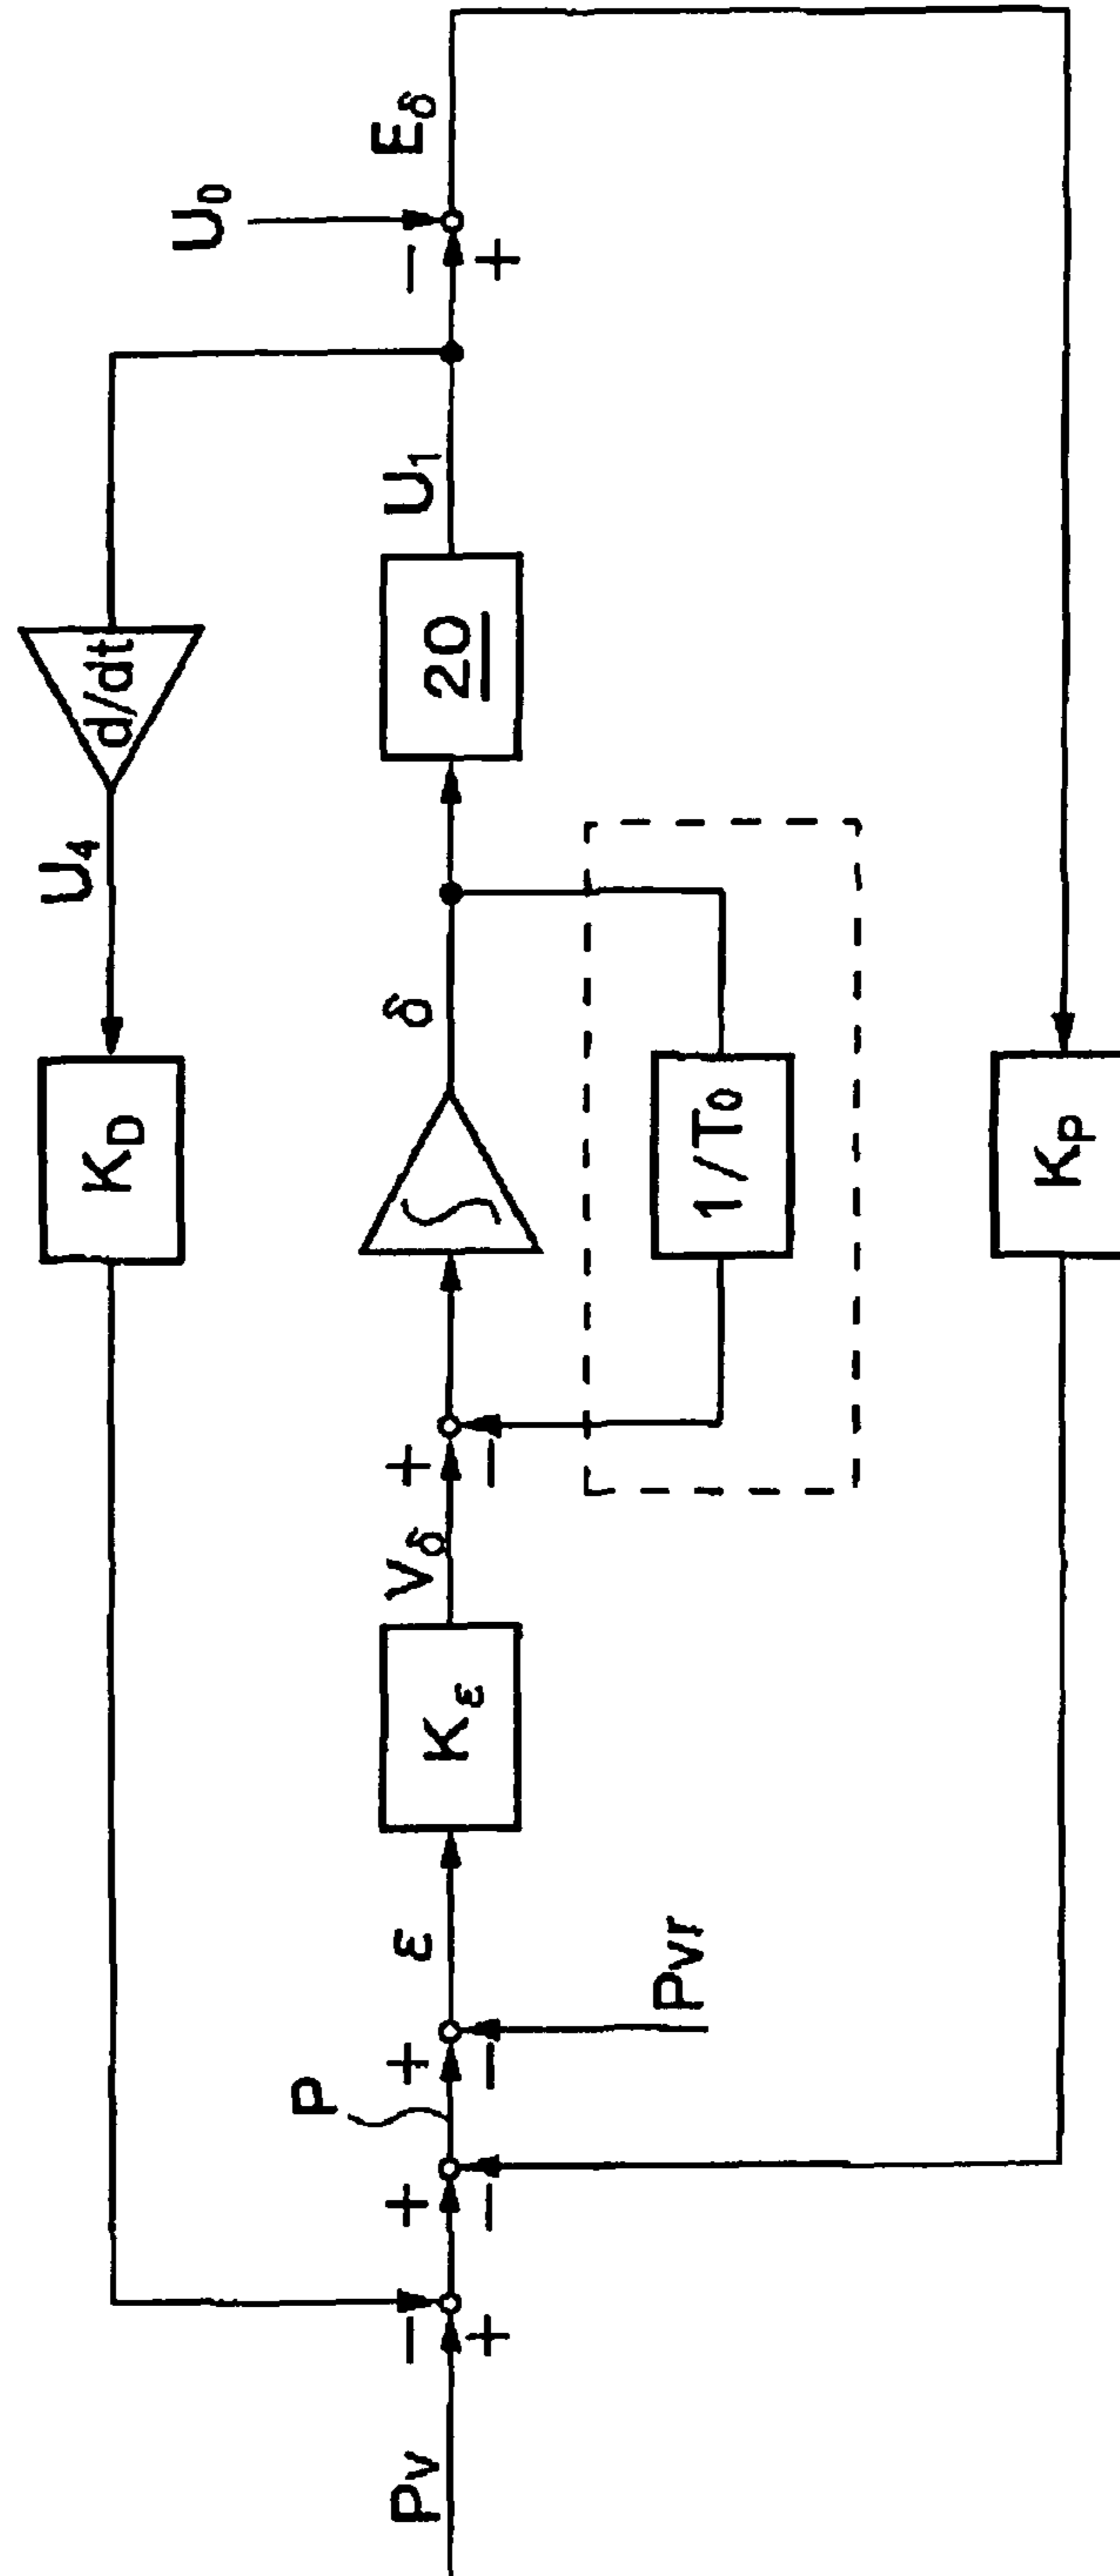 K_D
U₄
d/dt
U₀
P
Pv
−
+
+
−
+
−
ε
K_ε
V_δ
+
−
∫
δ
20
U₁
−
+
E_δ
Pvr
1/T₀
K_P